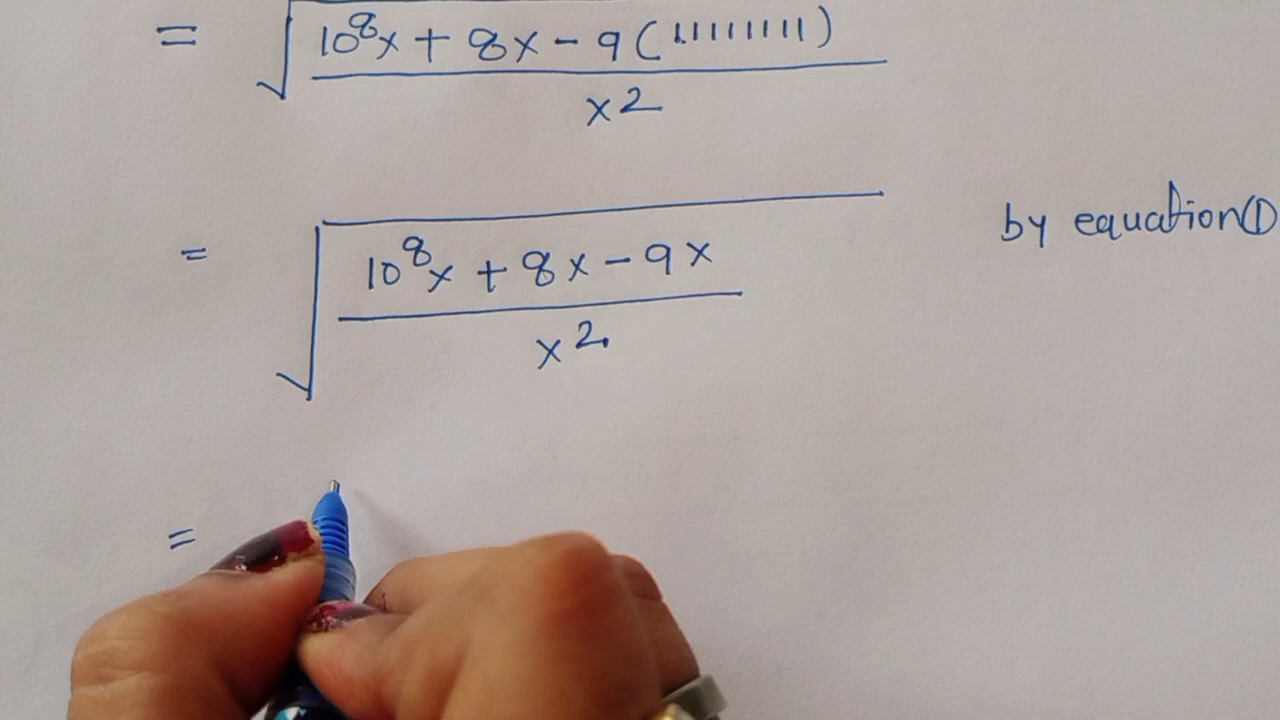 = √(10⁸x + 8x - 9(11111111) / x²)
= √(10⁸x + 8x - 9x / x²) by equation①
=